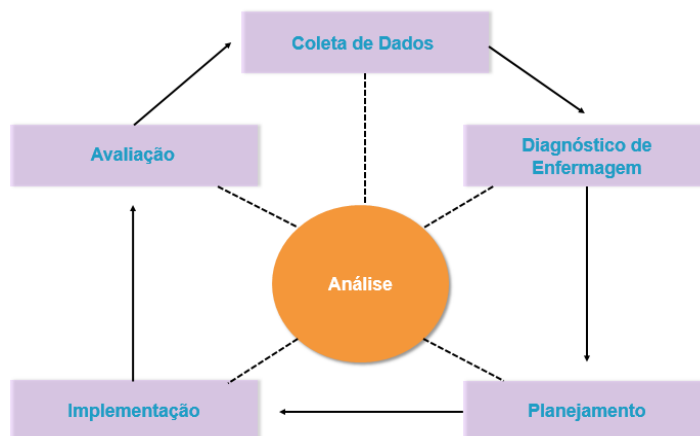 Coleta de Dados
Avaliação
Diagnóstico de
Enfermagem
Análise
Implementação
Planejamento